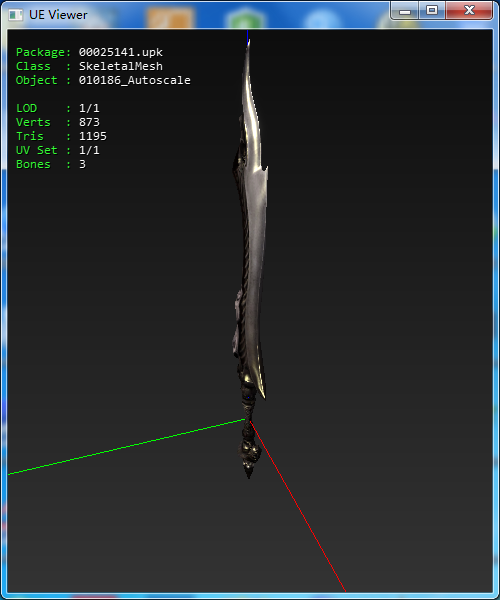 UE Viewer
Package: 00025141.upk
Class : SkeletalMesh
Object : 010186_Autoscale
LOD : 1/1
Verts : 873
Tris : 1195
UV Set : 1/1
Bones : 3